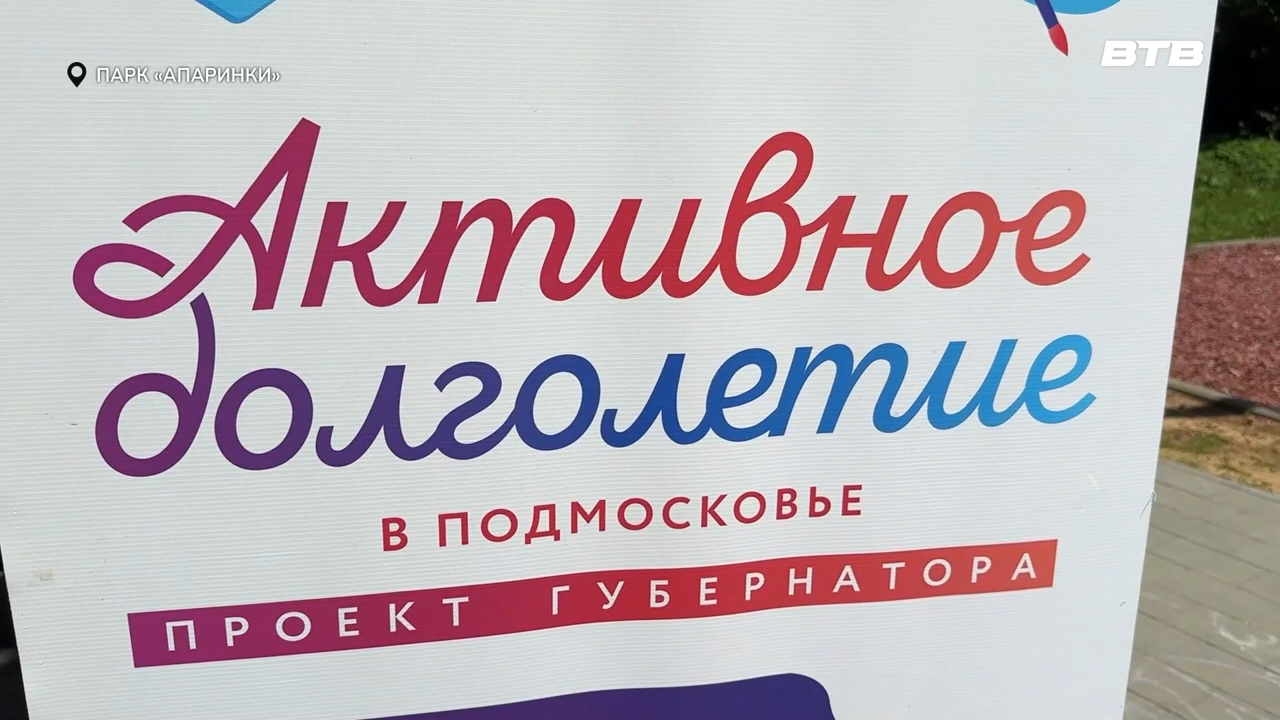 ПАРК «АПАРИНКИ»
ВТВ
Активное
долголетие
В ПОДМОСКОВЬЕ
ПРОЕКТ ГУБЕРНАТОРА